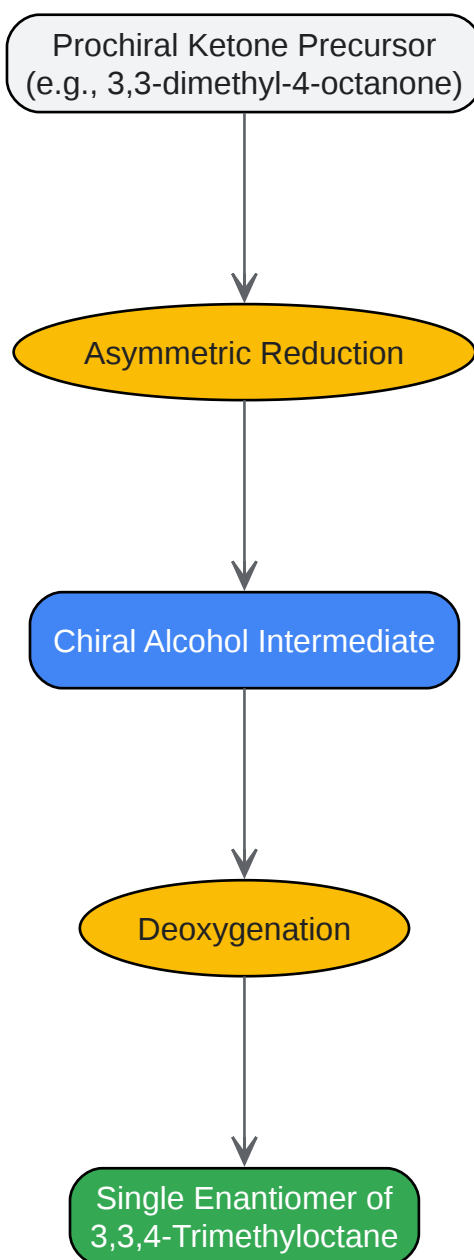 Prochiral Ketone Precursor
(e.g., 3,3-dimethyl-4-octanone)
Asymmetric Reduction
Chiral Alcohol Intermediate
Deoxygenation
Single Enantiomer of
3,3,4-Trimethyloctane